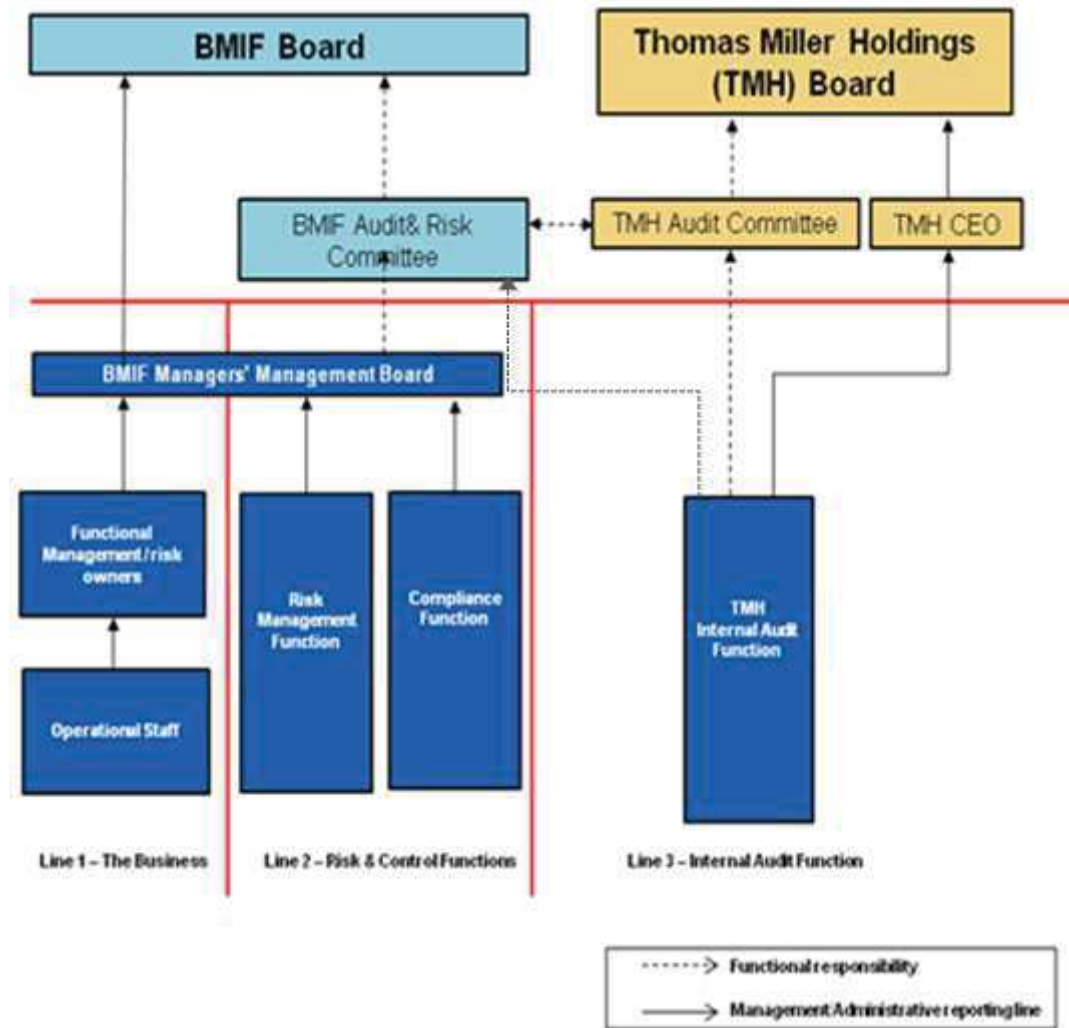 BMIF Board
Thomas Miller Holdings
(TMH) Board
BMIF Audit& Risk
Committee
TMH Audit Committee
TMH CEO
BMIF Managers' Management Board
Functional
Management / risk
owners
Risk
Management
Function
Compliance
Function
TMH
Internal Audit
Function
Operational Staff
Line 1 – The Business
Line 2 – Risk & Control Functions
Line 3 – Internal Audit Function
Functional responsibility
Management Administrative reporting line